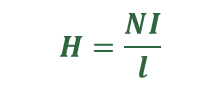 H = NI / l